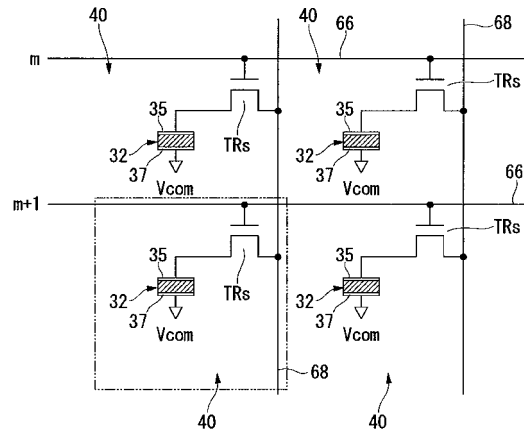 40 66 40 68
m
TRs
35 TRs 35
32 32
37 37
Vcom Vcom
m+1 66
TRs
35 TRs 35
32 32
37 37
Vcom Vcom
68
40 40